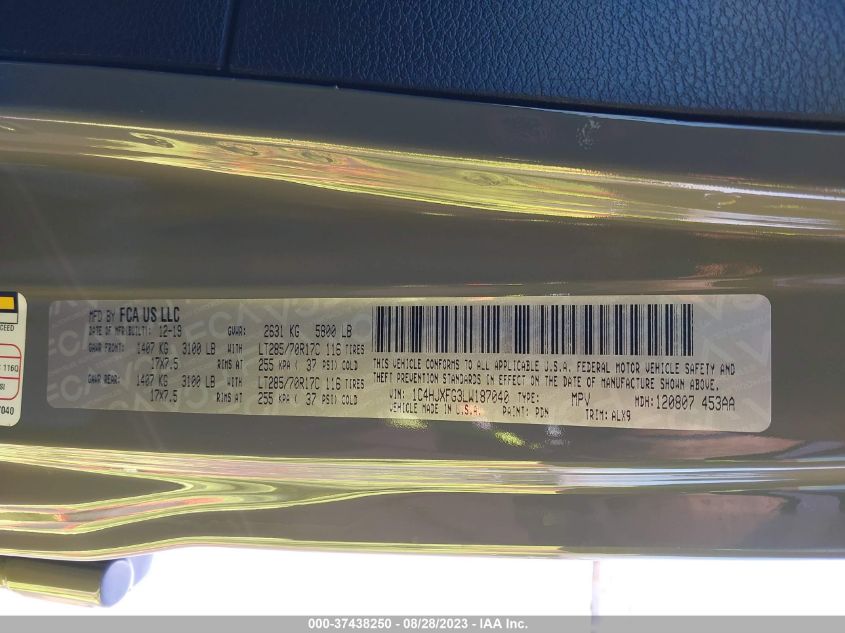 MFD BY FCA US LLC
DATE OF MFR(BUILT): 12-19 GVWR: 2631 KG 5800 LB
GAWR FRONT: 1407 KG 3100 LB WITH LT285/70R17C 116 TIRES
17X7.5 RIMS AT 255 KPA ( 37 PSI) COLD
GAWR REAR: 1407 KG 3100 LB WITH LT285/70R17C 116 TIRES
17X7.5 RIMS AT 255 KPA ( 37 PSI) COLD
THIS VEHICLE CONFORMS TO ALL APPLICABLE U.S.A. FEDERAL MOTOR VEHICLE SAFETY AND
THEFT PREVENTION STANDARDS IN EFFECT ON THE DATE OF MANUFACTURE SHOWN ABOVE.
VIN: 1C4HJXFG3LW187040 TYPE: MPV MDH: 120807 453AA
VEHICLE MADE IN U.S.A. PAINT: PDN TRIM: ALX9
CEED
116Q
SI
7040
000-37438250 - 08/28/2023 - IAA Inc.